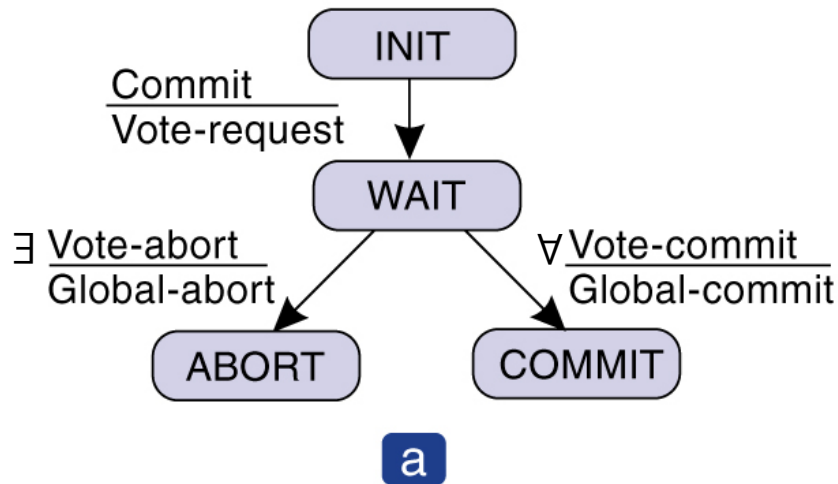 INIT
Commit
Vote-request
WAIT
∃ Vote-abort
Global-abort
∀ Vote-commit
Global-commit
ABORT
COMMIT
a